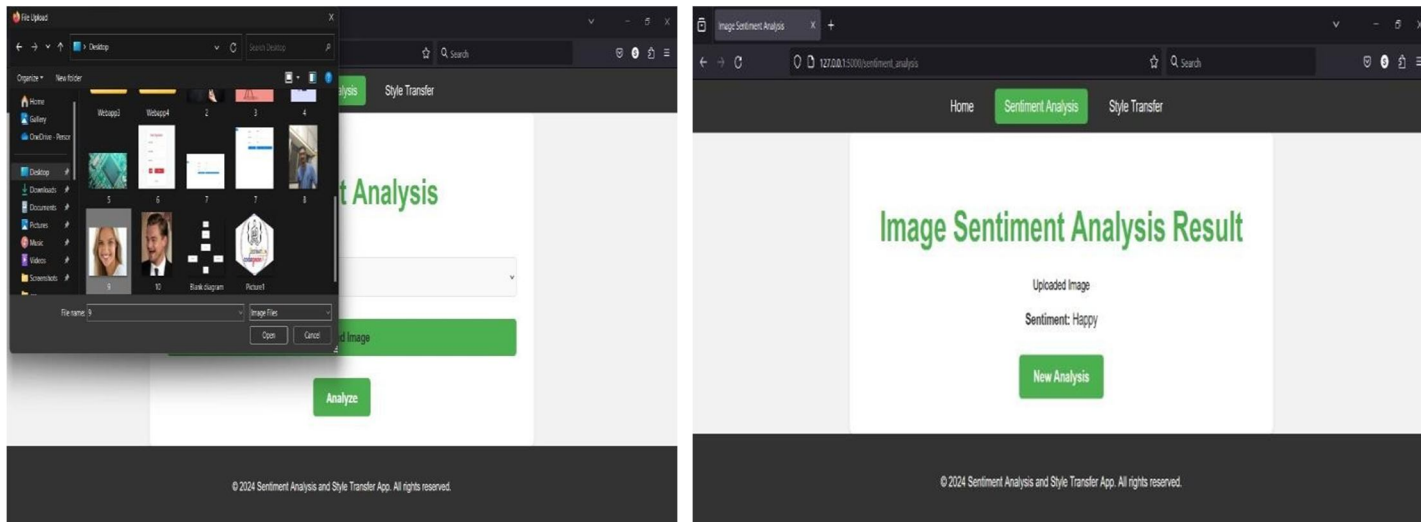 File Upload
X
Desktop
Search Desktop
Organize
New folder
Home
Gallery
OneDrive - Persor
Desktop
Downloads
Documents
Pictures
Music
Videos
Screenshots
Webapp3
Webapp4
2
3
4
5
6
7
7
8
9
10
Blank diagram
Picture1
File name: 9
Image Files
Open
Cancel
Search
alysis
Style Transfer
t Analysis
d Image
Analyze
© 2024 Sentiment Analysis and Style Transfer App. All rights reserved.
Image Sentiment Analysis
127.0.0.1:5000/sentiment_analysis
Search
Home
Sentiment Analysis
Style Transfer
Image Sentiment Analysis Result
Uploaded Image
Sentiment: Happy
New Analysis
© 2024 Sentiment Analysis and Style Transfer App. All rights reserved.